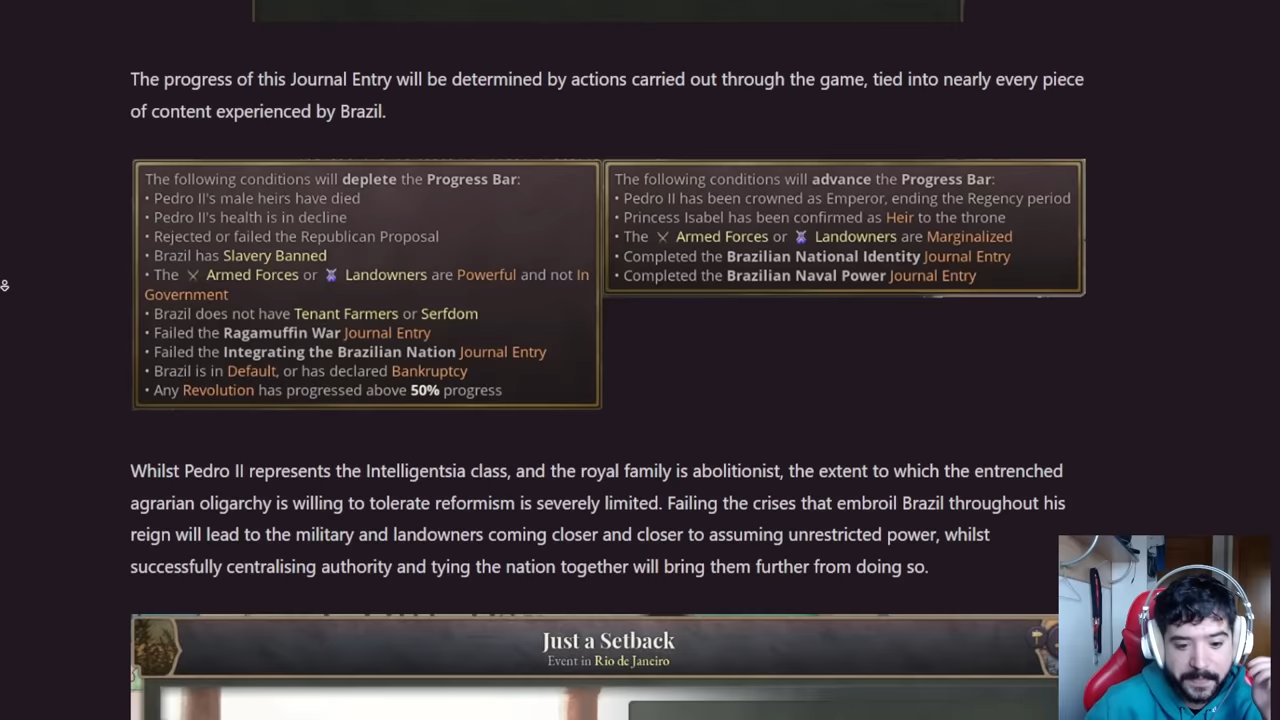 The progress of this Journal Entry will be determined by actions carried out through the game, tied into nearly every piece
of content experienced by Brazil.
The following conditions will deplete the Progress Bar:
• Pedro II's male heirs have died
• Pedro II's health is in decline
• Rejected or failed the Republican Proposal
• Brazil has Slavery Banned
• The Armed Forces or Landowners are Powerful and not In
Government
• Brazil does not have Tenant Farmers or Serfdom
• Failed the Ragamuffin War Journal Entry
• Failed the Integrating the Brazilian Nation Journal Entry
• Brazil is in Default, or has declared Bankruptcy
• Any Revolution has progressed above 50% progress
The following conditions will advance the Progress Bar:
• Pedro II has been crowned as Emperor, ending the Regency period
• Princess Isabel has been confirmed as Heir to the throne
• The Armed Forces or Landowners are Marginalized
• Completed the Brazilian National Identity Journal Entry
• Completed the Brazilian Naval Power Journal Entry
Whilst Pedro II represents the Intelligentsia class, and the royal family is abolitionist, the extent to which the entrenched
agrarian oligarchy is willing to tolerate reformism is severely limited. Failing the crises that embroil Brazil throughout his
reign will lead to the military and landowners coming closer and closer to assuming unrestricted power, whilst
successfully centralising authority and tying the nation together will bring them further from doing so.
Just a Setback
Event in Rio de Janeiro